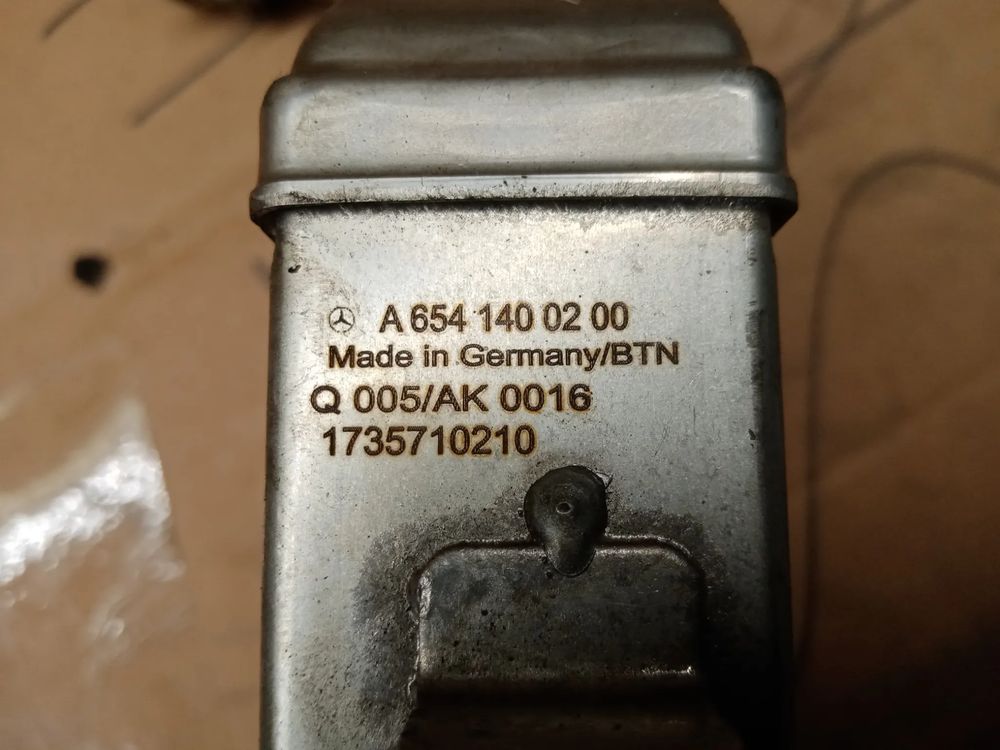 A 654 140 02 00
Made in Germany/BTN
Q 005/AK 0016
1735710210